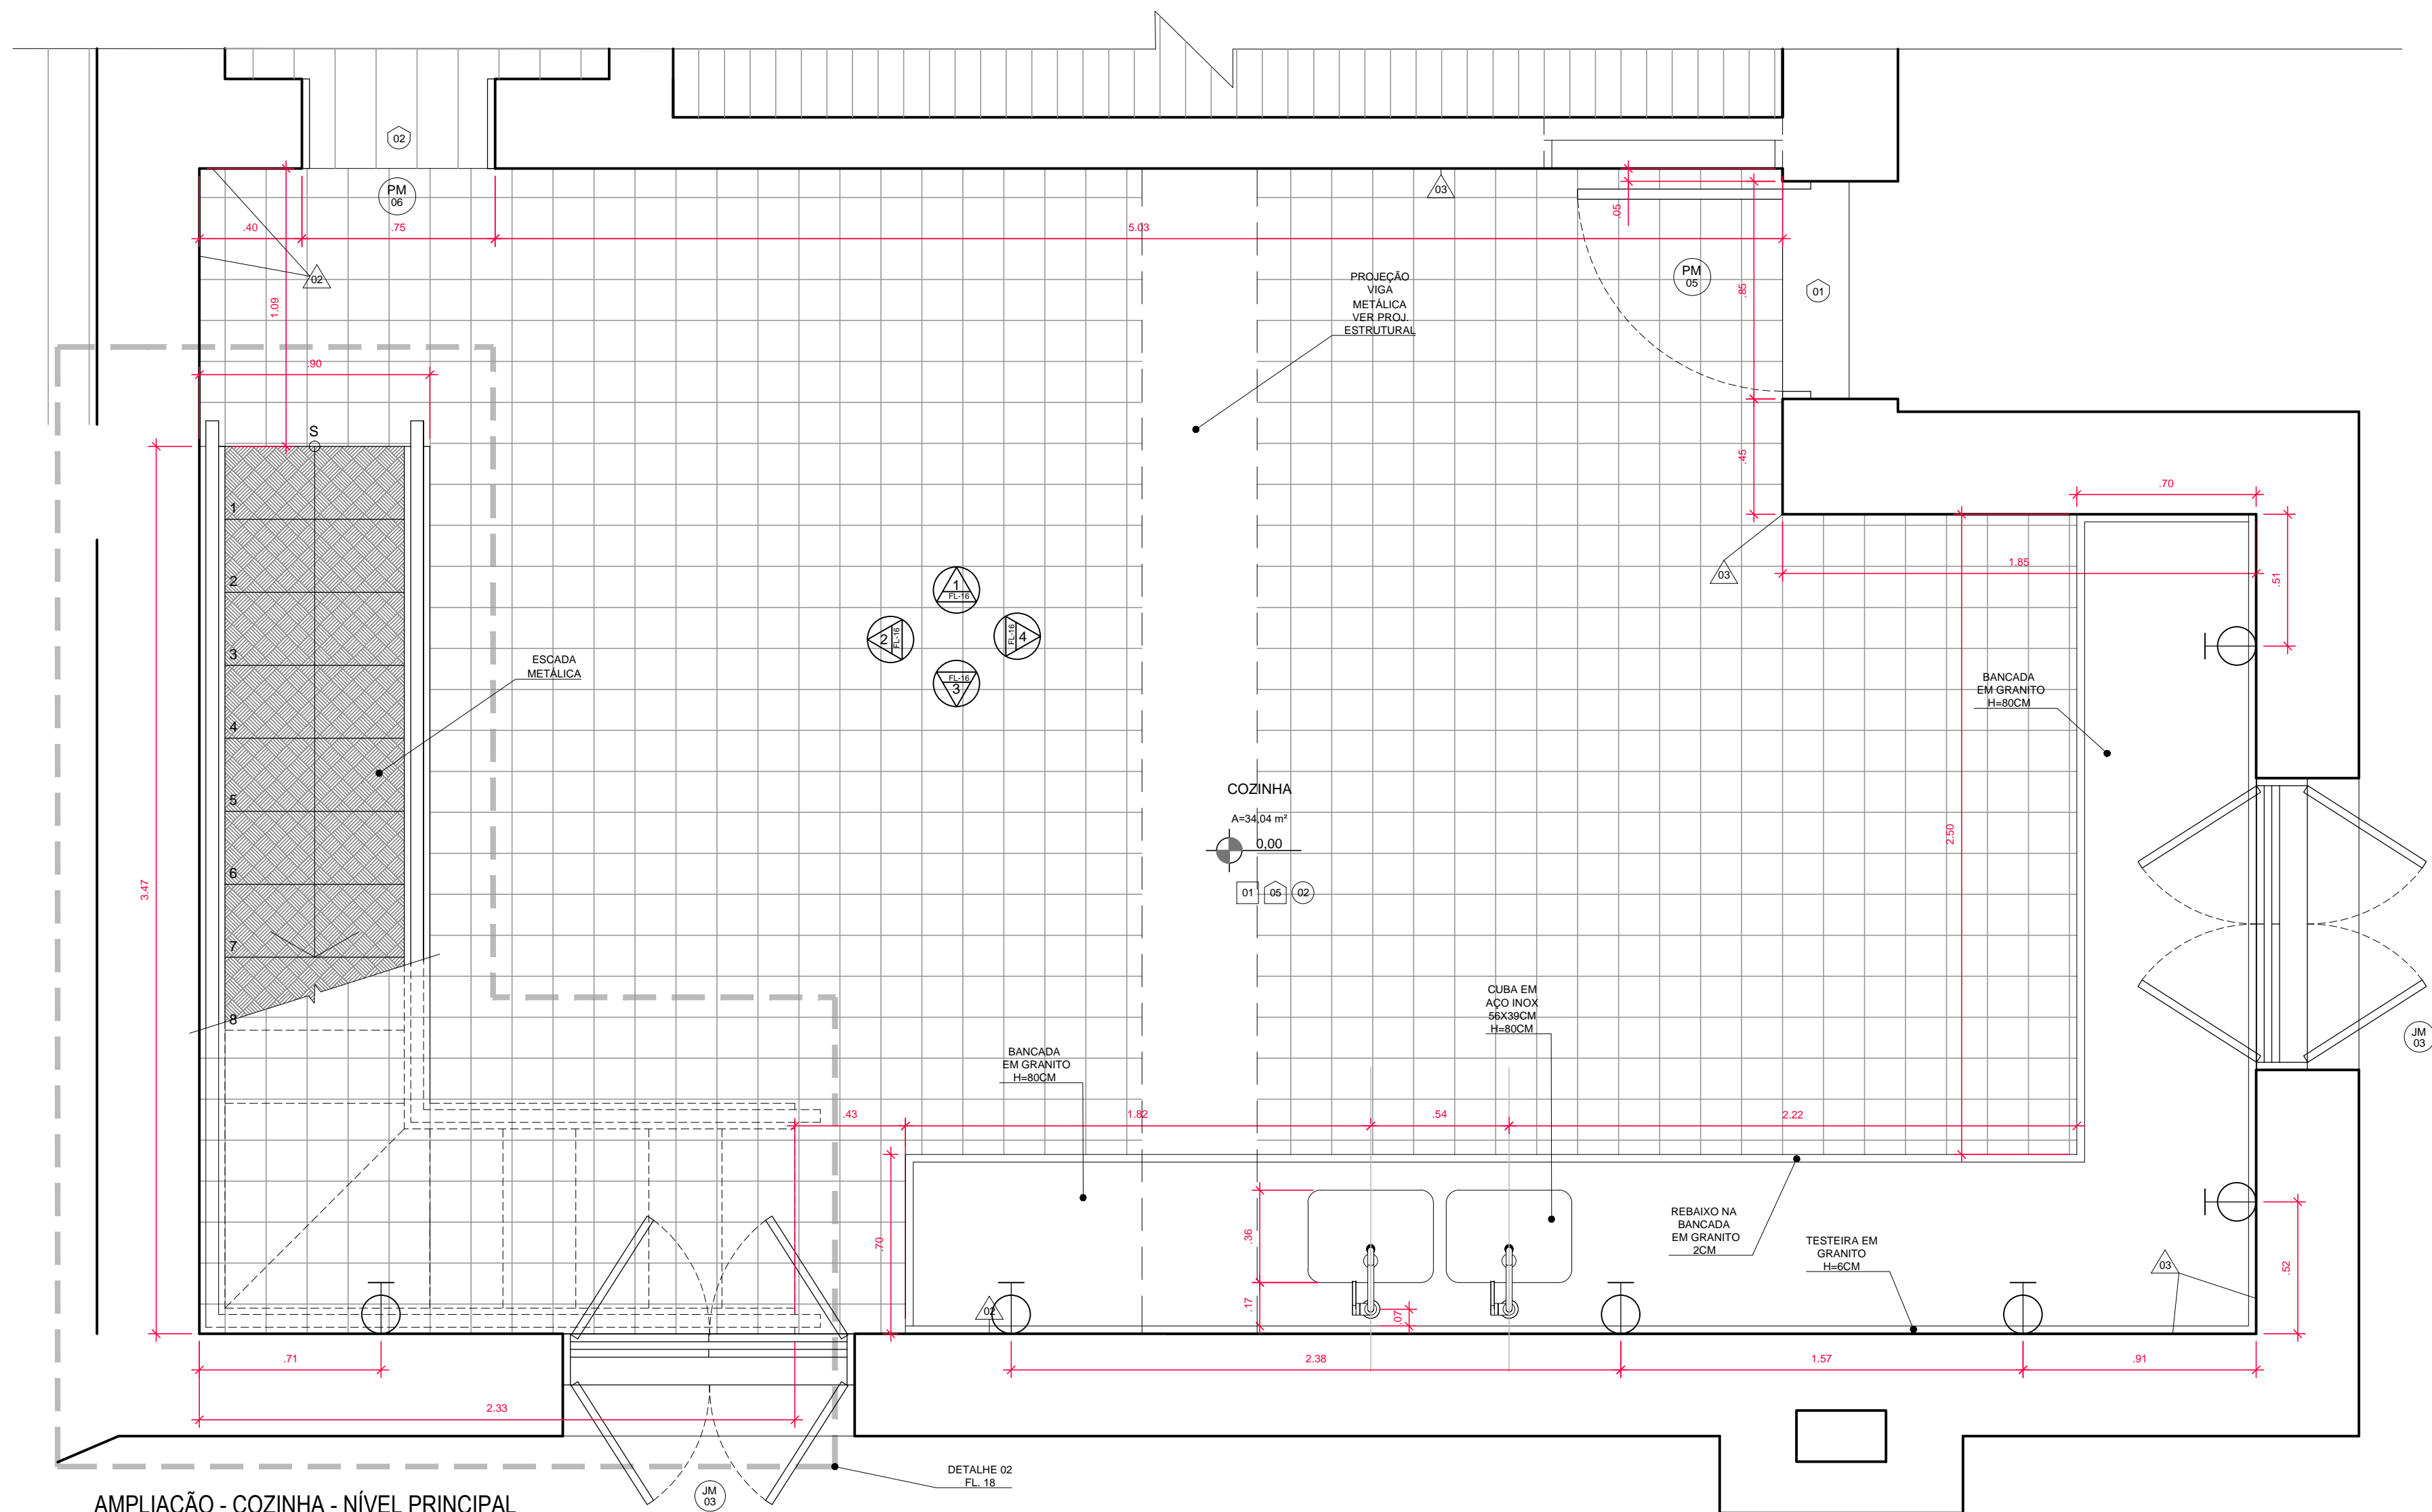 02
PM
06
03
.05
.40
.75
5.03
02
1.09
PROJEÇÃO
VIGA
METÁLICA
VER PROJ.
ESTRUTURAL
PM
05
.85
01
.90
S
.45
.70
1
2
3
4
5
6
7
8
1.85
.51
03
1
FL-16
2
FL-16
FL-16
4
FL-16
3
ESCADA
METÁLICA
BANCADA
EM GRANITO
H=80CM
COZINHA
A=34,04 m²
0,00
01
05
02
2.50
3.47
CUBA EM
AÇO INOX
56X39CM
H=80CM
JM
03
BANCADA
EM GRANITO
H=80CM
.43
1.82
.54
2.22
.70
.36
.17
.07
REBAIXO NA
BANCADA
EM GRANITO
2CM
TESTEIRA EM
GRANITO
H=6CM
03
.52
02
.71
2.38
1.57
.91
2.33
DETALHE 02
FL. 18
JM
03
AMPLIAÇÃO - COZINHA - NÍVEL PRINCIPAL